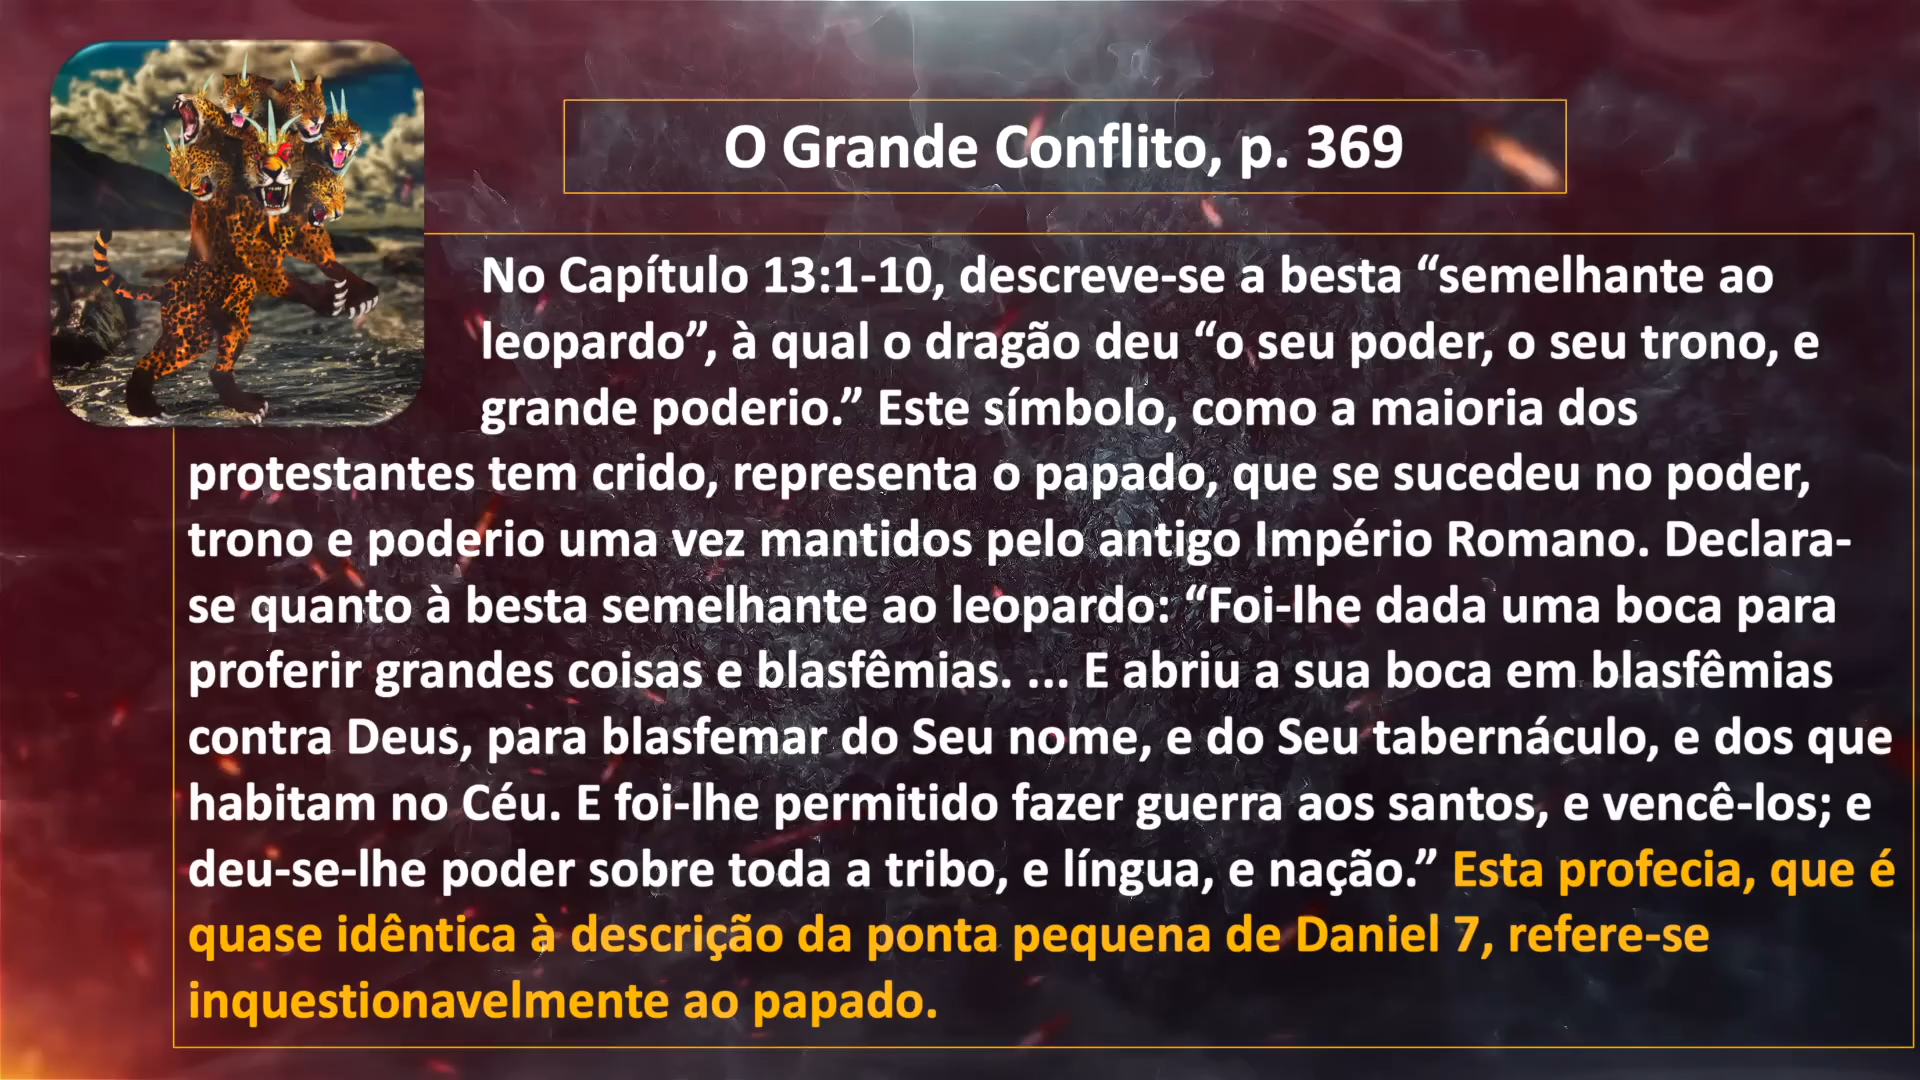 O Grande Conflito, p. 369
No Capítulo 13:1-10, descreve-se a besta “semelhante ao
leopardo”, à qual o dragão deu “o seu poder, o seu trono, e
grande poderio.” Este símbolo, como a maioria dos
protestantes tem crido, representa o papado, que se sucedeu no poder,
trono e poderio uma vez mantidos pelo antigo Império Romano. Declara-
se quanto à besta semelhante ao leopardo: “Foi-lhe dada uma boca para
proferir grandes coisas e blasfêmias. ... E abriu a sua boca em blasfêmias
contra Deus, para blasfemar do Seu nome, e do Seu tabernáculo, e dos que
habitam no Céu. E foi-lhe permitido fazer guerra aos santos, e vencê-los; e
deu-se-lhe poder sobre toda a tribo, e língua, e nação.” Esta profecia, que é
quase idêntica à descrição da ponta pequena de Daniel 7, refere-se
inquestionavelmente ao papado.